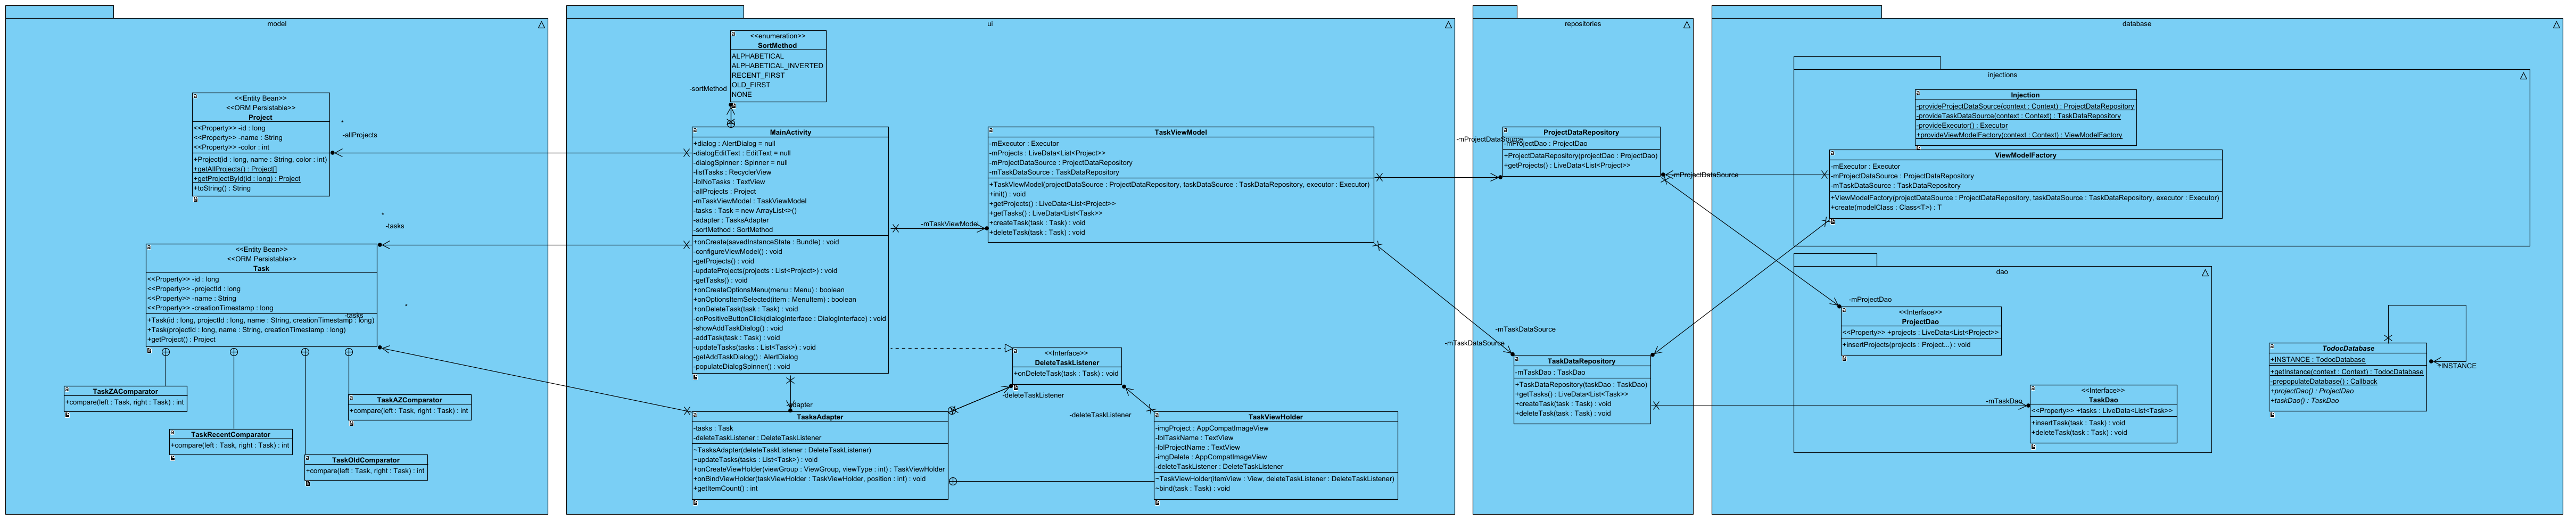 model
<<Entity Bean>>
<<ORM Persistable>>
Project
<<Property>> -id : long
<<Property>> -name : String
<<Property>> -color : int
+Project(id : long, name : String, color : int)
+getAllProjects() : Project[]
+getProjectById(id : long) : Project
+toString() : String
*
-allProjects
*
-tasks
<<Entity Bean>>
<<ORM Persistable>>
Task
<<Property>> -id : long
<<Property>> -projectId : long
<<Property>> -name : String
<<Property>> -creationTimestamp : long
+Task(id : long, projectId : long, name : String, creationTimestamp : long)
+Task(projectId : long, name : String, creationTimestamp : long)
+getProject() : Project
*
-tasks
TaskZAComparator
+compare(left : Task, right : Task) : int
TaskAZComparator
+compare(left : Task, right : Task) : int
TaskRecentComparator
+compare(left : Task, right : Task) : int
TaskOldComparator
+compare(left : Task, right : Task) : int
ui
<<enumeration>>
SortMethod
ALPHABETICAL
ALPHABETICAL_INVERTED
RECENT_FIRST
OLD_FIRST
NONE
-sortMethod
MainActivity
+dialog : AlertDialog = null
-dialogEditText : EditText = null
-dialogSpinner : Spinner = null
-listTasks : RecyclerView
-lblNoTasks : TextView
-allProjects : Project
-mTaskViewModel : TaskViewModel
-tasks : Task = new ArrayList<>()
-adapter : TasksAdapter
-sortMethod : SortMethod
+onCreate(savedInstanceState : Bundle) : void
-configureViewModel() : void
-getProjects() : void
-updateProjects(projects : List<Project>) : void
-getTasks() : void
+onCreateOptionsMenu(menu : Menu) : boolean
+onOptionsItemSelected(item : MenuItem) : boolean
+onDeleteTask(task : Task) : void
-onPositiveButtonClick(dialogInterface : DialogInterface) : void
-showAddTaskDialog() : void
-addTask(task : Task) : void
-updateTasks(tasks : List<Task>) : void
-getAddTaskDialog() : AlertDialog
-populateDialogSpinner() : void
-mTaskViewModel
TaskViewModel
-mExecutor : Executor
-mProjects : LiveData<List<Project>>
-mProjectDataSource : ProjectDataRepository
-mTaskDataSource : TaskDataRepository
+TaskViewModel(projectDataSource : ProjectDataRepository, taskDataSource : TaskDataRepository, executor : Executor)
+init() : void
+getProjects() : LiveData<List<Project>>
+getTasks() : LiveData<List<Task>>
+createTask(task : Task) : void
+deleteTask(task : Task) : void
<<Interface>>
DeleteTaskListener
+onDeleteTask(task : Task) : void
-adapter
-deleteTaskListener
-deleteTaskListener
TasksAdapter
-tasks : Task
-deleteTaskListener : DeleteTaskListener
~TasksAdapter(deleteTaskListener : DeleteTaskListener)
~updateTasks(tasks : List<Task>) : void
+onCreateViewHolder(viewGroup : ViewGroup, viewType : int) : TaskViewHolder
+onBindViewHolder(taskViewHolder : TaskViewHolder, position : int) : void
+getItemCount() : int
TaskViewHolder
-imgProject : AppCompatImageView
-lblTaskName : TextView
-lblProjectName : TextView
-imgDelete : AppCompatImageView
-deleteTaskListener : DeleteTaskListener
~TaskViewHolder(itemView : View, deleteTaskListener : DeleteTaskListener)
~bind(task : Task) : void
repositories
-mProjectDataSource
ProjectDataRepository
-mProjectDao : ProjectDao
+ProjectDataRepository(projectDao : ProjectDao)
+getProjects() : LiveData<List<Project>>
-mProjectDataSource
-mTaskDataSource
-mTaskDataSource
TaskDataRepository
-mTaskDao : TaskDao
+TaskDataRepository(taskDao : TaskDao)
+getTasks() : LiveData<List<Task>>
+createTask(task : Task) : void
+deleteTask(task : Task) : void
database
injections
Injection
-provideProjectDataSource(context : Context) : ProjectDataRepository
-provideTaskDataSource(context : Context) : TaskDataRepository
-provideExecutor() : Executor
+provideViewModelFactory(context : Context) : ViewModelFactory
ViewModelFactory
-mExecutor : Executor
-mProjectDataSource : ProjectDataRepository
-mTaskDataSource : TaskDataRepository
+ViewModelFactory(projectDataSource : ProjectDataRepository, taskDataSource : TaskDataRepository, executor : Executor)
+create(modelClass : Class<T>) : T
dao
-mProjectDao
<<Interface>>
ProjectDao
<<Property>> +projects : LiveData<List<Project>>
+insertProjects(projects : Project...) : void
-mTaskDao
<<Interface>>
TaskDao
<<Property>> +tasks : LiveData<List<Task>>
+insertTask(task : Task) : void
+deleteTask(task : Task) : void
TodocDatabase
+INSTANCE : TodocDatabase
+getInstance(context : Context) : TodocDatabase
-prepopulateDatabase() : Callback
+projectDao() : ProjectDao
+taskDao() : TaskDao
+INSTANCE